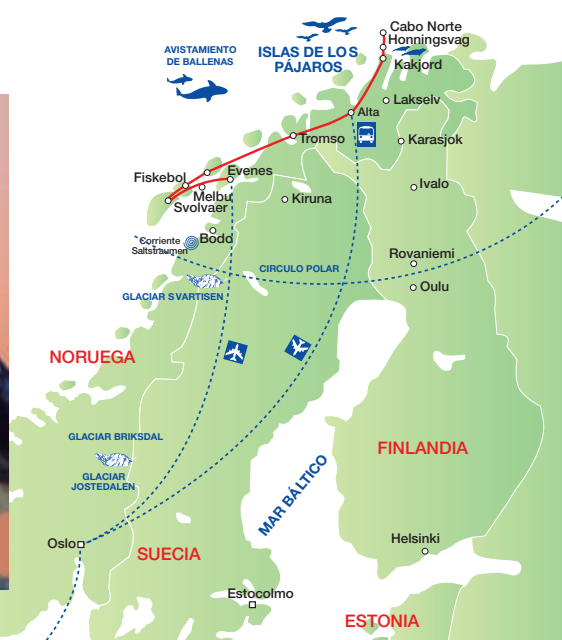 Cabo Norte
Honningsvag
AVISTAMIENTO
DE BALLENAS
ISLAS DE LOS
PÁJAROS
Kakjord
Lakselv
Alta
Tromso
Karasjok
Fiskebol
Evenes
Melbu
Svolvaer
Kiruna
Ivalo
Corriente
Saltstraumen
Bodo
Rovaniemi
CIRCULO POLAR
Oulu
GLACIAR SVARTISEN
NORUEGA
GLACIAR BRIKSDAL
GLACIAR
JOSTEDALEN
FINLANDIA
MAR BÁLTICO
Oslo
SUECIA
Helsinki
Estocolmo
ESTONIA